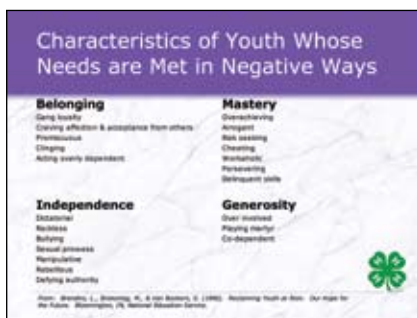 Characteristics of Youth Whose
Needs are Met in Negative Ways
Belonging
Gang loyalty
Craving affection & acceptance from others
Promiscuous
Clinging
Acting overly dependent
Mastery
Overachieving
Arrogant
Risk seeking
Cheating
Workaholic
Persevering
Delinquent skills
Independence
Dictatorial
Reckless
Bullying
Sexual prowess
Manipulative
Rebellious
Defying authority
Generosity
Over involved
Playing martyr
Co-dependent
From: Brendtro, L., Brokenleg, M., & Van Bockern, S. (1990). Reclaiming Youth at Risk: Our Hope for
the Future. Bloomington, IN, National Education Service.